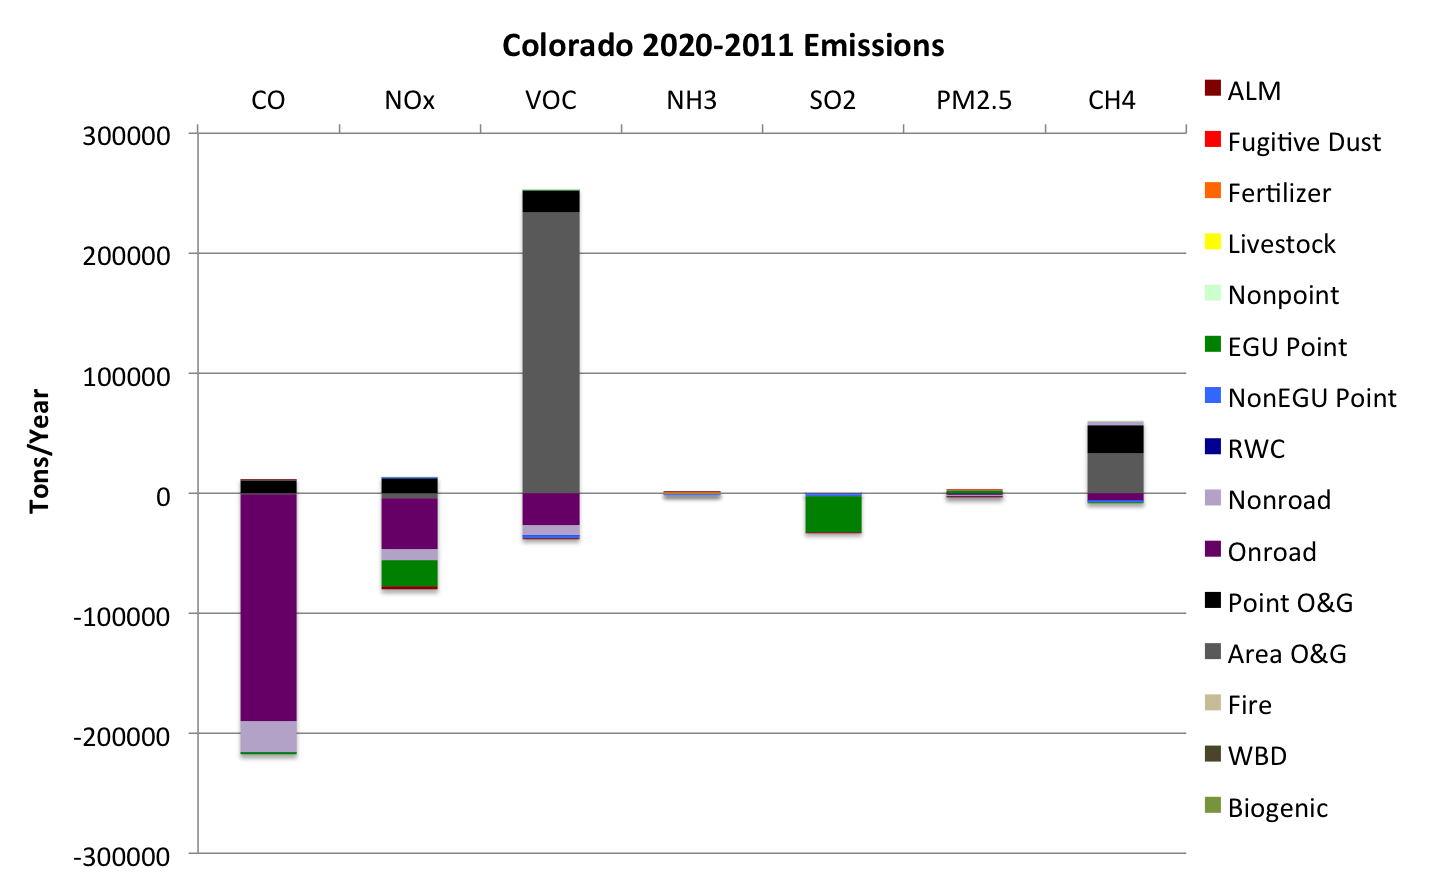 Colorado 2020-2011 Emissions
CO NOx VOC NH3 SO2 PM2.5 CH4
300000
200000
100000
0
-100000
-200000
-300000
Tons/Year
ALM
Fugitive Dust
Fertilizer
Livestock
Nonpoint
EGU Point
NonEGU Point
RWC
Nonroad
Onroad
Point O&G
Area O&G
Fire
WBD
Biogenic